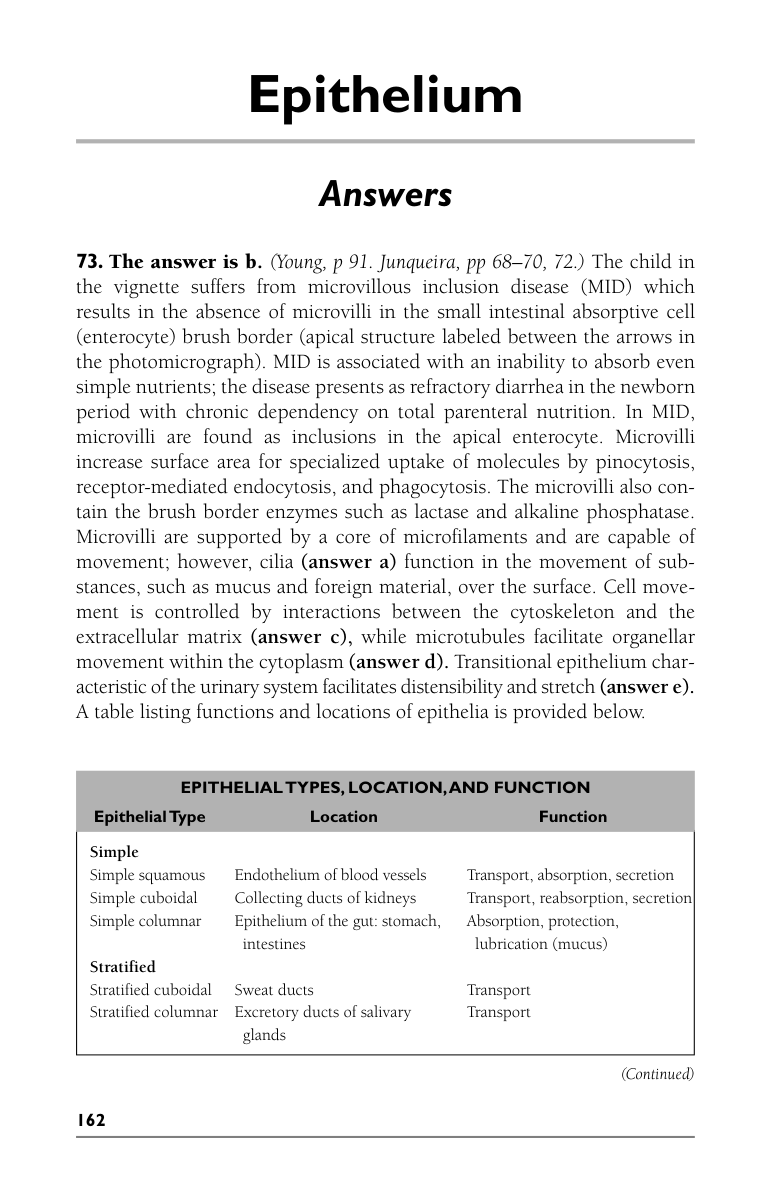 Epithelium
Answers
73. The answer is b. (Young, p 91. Junqueira, pp 68–70, 72.) The child in
the vignette suffers from microvillous inclusion disease (MID) which
results in the absence of microvilli in the small intestinal absorptive cell
(enterocyte) brush border (apical structure labeled between the arrows in
the photomicrograph). MID is associated with an inability to absorb even
simple nutrients; the disease presents as refractory diarrhea in the newborn
period with chronic dependency on total parenteral nutrition. In MID,
microvilli are found as inclusions in the apical enterocyte. Microvilli
increase surface area for specialized uptake of molecules by pinocytosis,
receptor-mediated endocytosis, and phagocytosis. The microvilli also con-
tain the brush border enzymes such as lactase and alkaline phosphatase.
Microvilli are supported by a core of microfilaments and are capable of
movement; however, cilia (answer a) function in the movement of sub-
stances, such as mucus and foreign material, over the surface. Cell move-
ment is controlled by interactions between the cytoskeleton and the
extracellular matrix (answer c), while microtubules facilitate organellar
movement within the cytoplasm (answer d). Transitional epithelium char-
acteristic of the urinary system facilitates distensibility and stretch (answer e).
A table listing functions and locations of epithelia is provided below.
EPITHELIAL TYPES, LOCATION, AND FUNCTION
Epithelial Type Location Function
Simple
Simple squamous Endothelium of blood vessels Transport, absorption, secretion
Simple cuboidal Collecting ducts of kidneys Transport, reabsorption, secretion
Simple columnar Epithelium of the gut: stomach, Absorption, protection,
intestines lubrication (mucus)
Stratified
Stratified cuboidal Sweat ducts Transport
Stratified columnar Excretory ducts of salivary Transport
glands
(Continued)
162